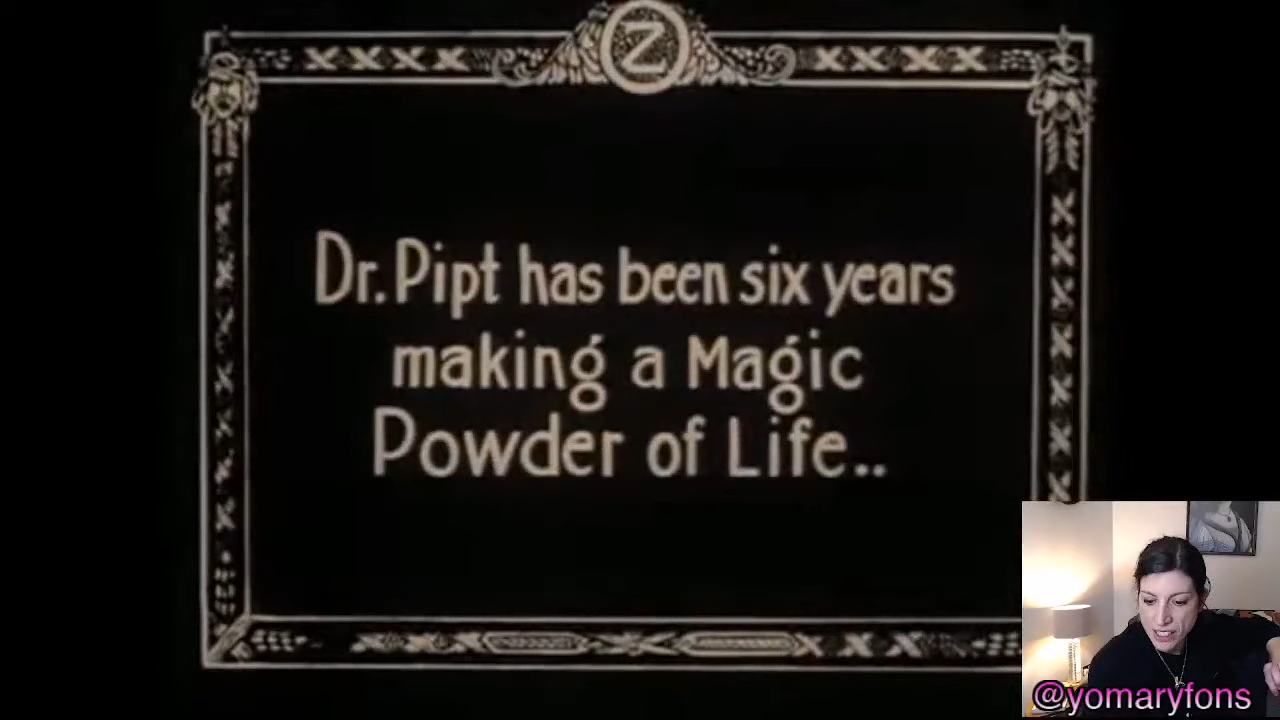 Z
Dr. Pipt has been six years
making a Magic
Powder of Life..
@yomaryfons